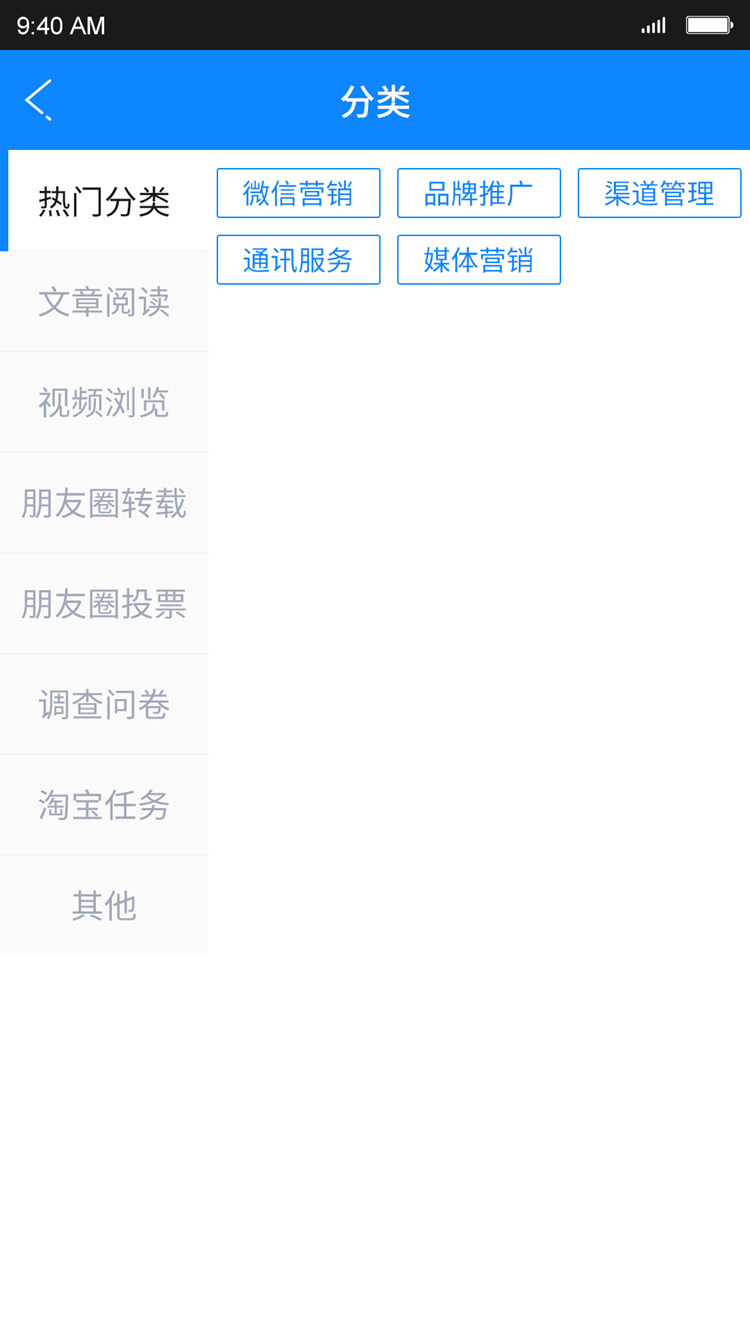 9:40 AM
分类
热门分类
微信营销
品牌推广
渠道管理
通讯服务
媒体营销
文章阅读
视频浏览
朋友圈转载
朋友圈投票
调查问卷
淘宝任务
其他